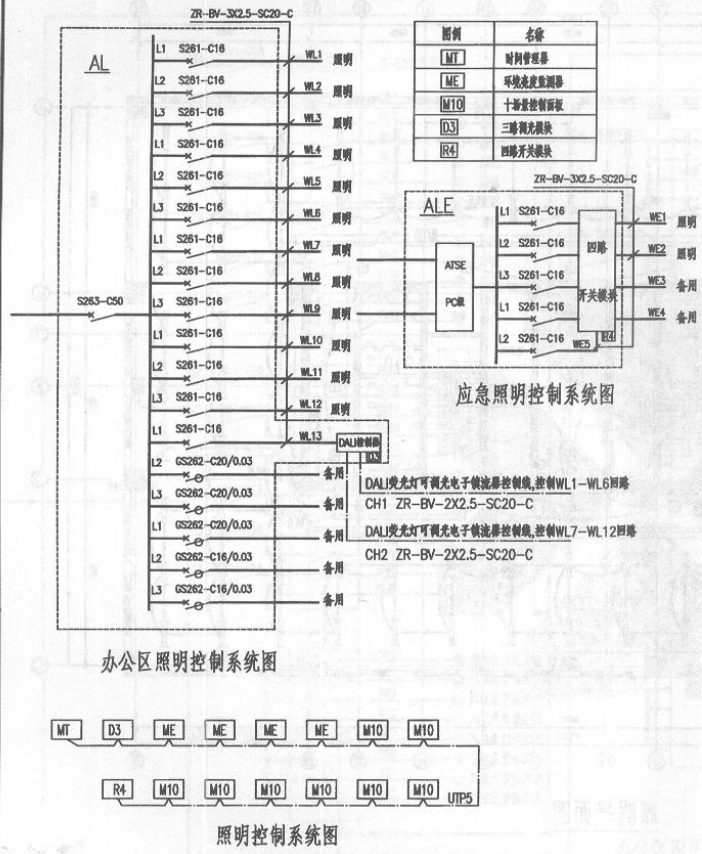 ZR-BV-3X2.5-SC20-C
AL
L1 S261-C16 WL1 照明
L2 S261-C16 WL2 照明
L3 S261-C16 WL3 照明
L1 S261-C16 WL4 照明
L2 S261-C16 WL5 照明
L3 S261-C16 WL6 照明
L1 S261-C16 WL7 照明
L2 S261-C16 WL8 照明
S263-C50
L3 S261-C16 WL9 照明
L1 S261-C16 WL10 照明
L2 S261-C16 WL11 照明
L3 S261-C16 WL12 照明
L1 S261-C16 WL13
DALI控制器
D3
L2 GS262-C20/0.03 备用
L3 GS262-C20/0.03 备用
L1 GS262-C20/0.03 备用
L2 GS262-C16/0.03 备用
L3 GS262-C16/0.03 备用
DALI荧光灯可调光电子镇流器控制线,控制WL1-WL6回路
CH1 ZR-BV-2X2.5-SC20-C
DALI荧光灯可调光电子镇流器控制线,控制WL7-WL12回路
CH2 ZR-BV-2X2.5-SC20-C
办公区照明控制系统图
图例 名称
MT 时间管理器
ME 环境亮度监测器
M10 十场景控制面板
D3 三路调光模块
R4 四路开关模块
ZR-BV-3X2.5-SC20-C
ALE
ATSE
PC级
L1 S261-C16 WE1 照明
L2 S261-C16 WE2 照明
L3 S261-C16 WE3 备用
L1 S261-C16 WE4 备用
L2 S261-C16 WE5
四路
开关模块
R4
应急照明控制系统图
MT D3 ME ME ME ME M10 M10
R4 M10 M10 M10 M10 M10 M10 UTP5
照明控制系统图